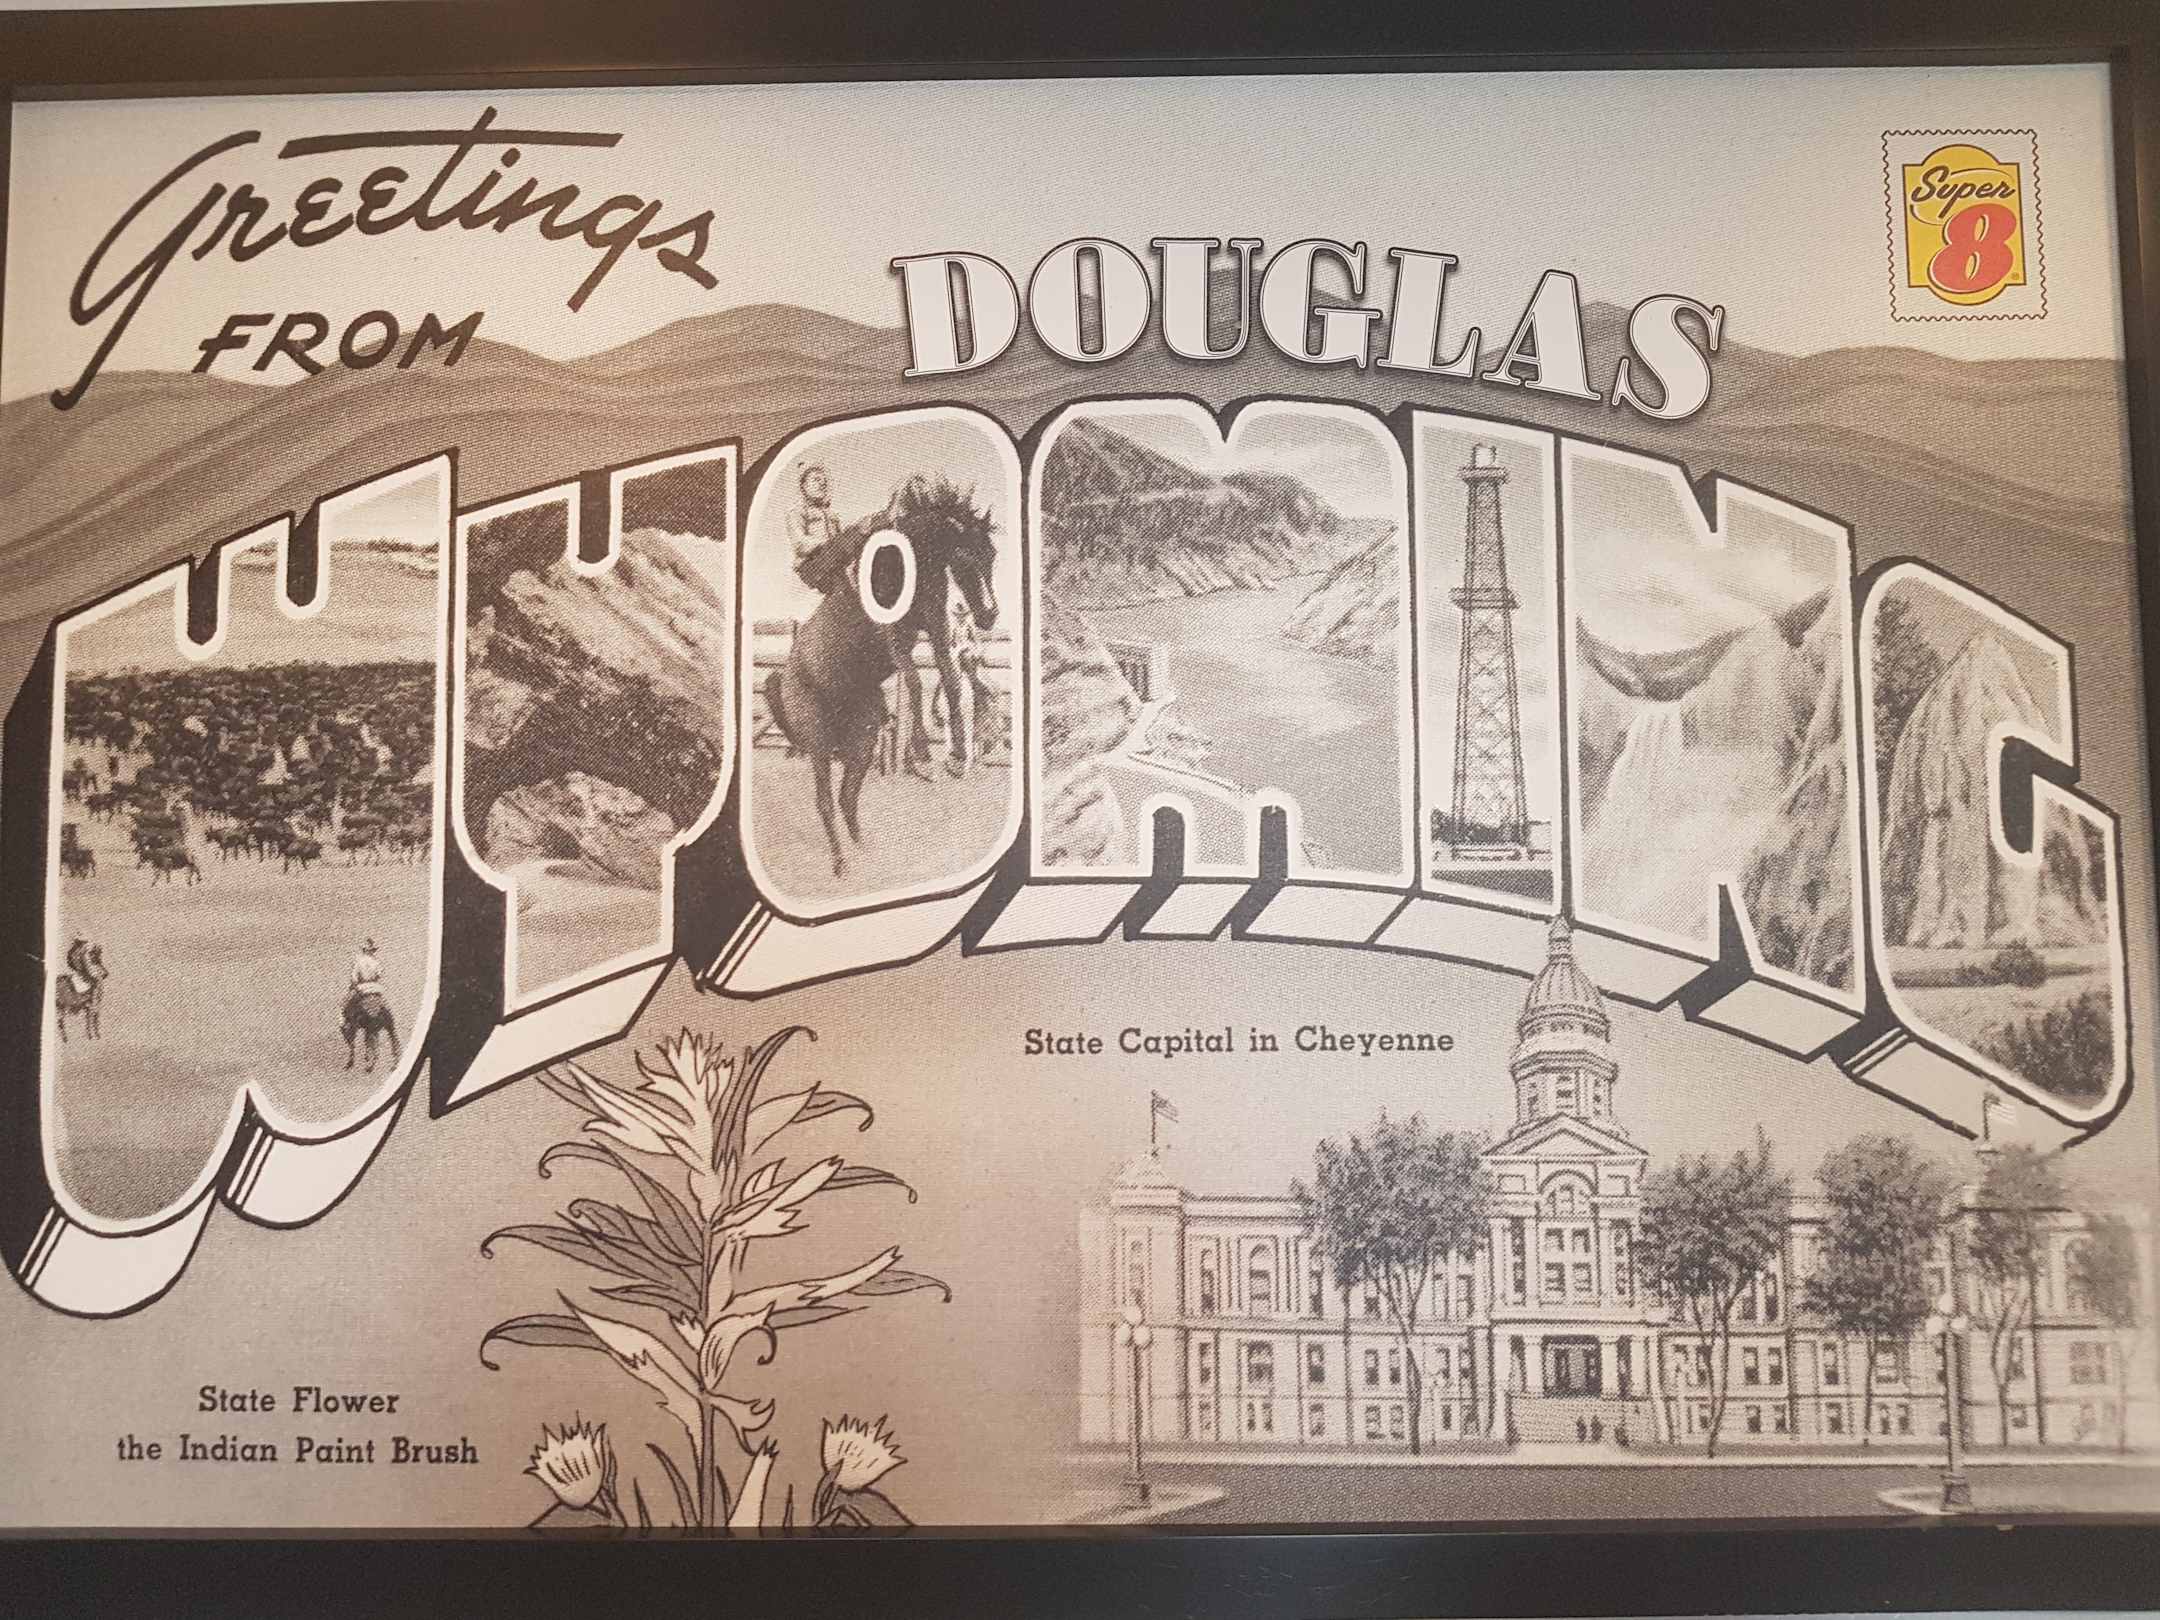 Greetings
FROM
DOUGLAS
WYOMING
Super
8
State Capital in Cheyenne
State Flower
the Indian Paint Brush